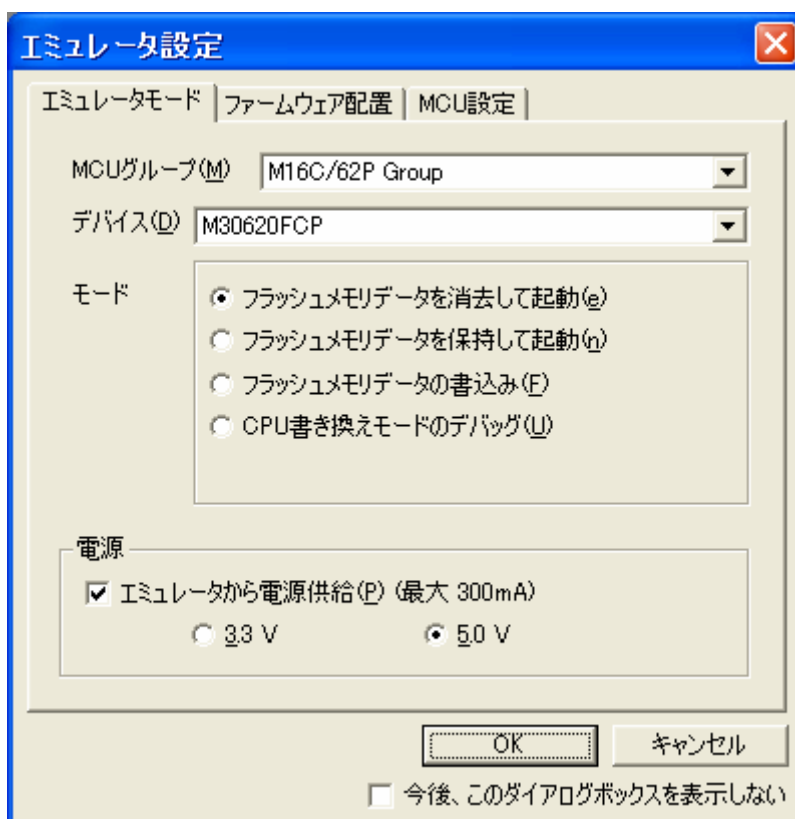 エミュレータ設定
エミュレータモード ファームウェア配置 MCU設定
MCUグループ(M) M16C/62P Group
デバイス(D) M30620FCP
モード
フラッシュメモリデータを消去して起動(e)
フラッシュメモリデータを保持して起動(n)
フラッシュメモリデータの書込み(F)
CPU書き換えモードのデバッグ(U)
電源
エミュレータから電源供給(P) (最大 300mA)
3.3 V 5.0 V
OK キャンセル
今後、このダイアログボックスを表示しない